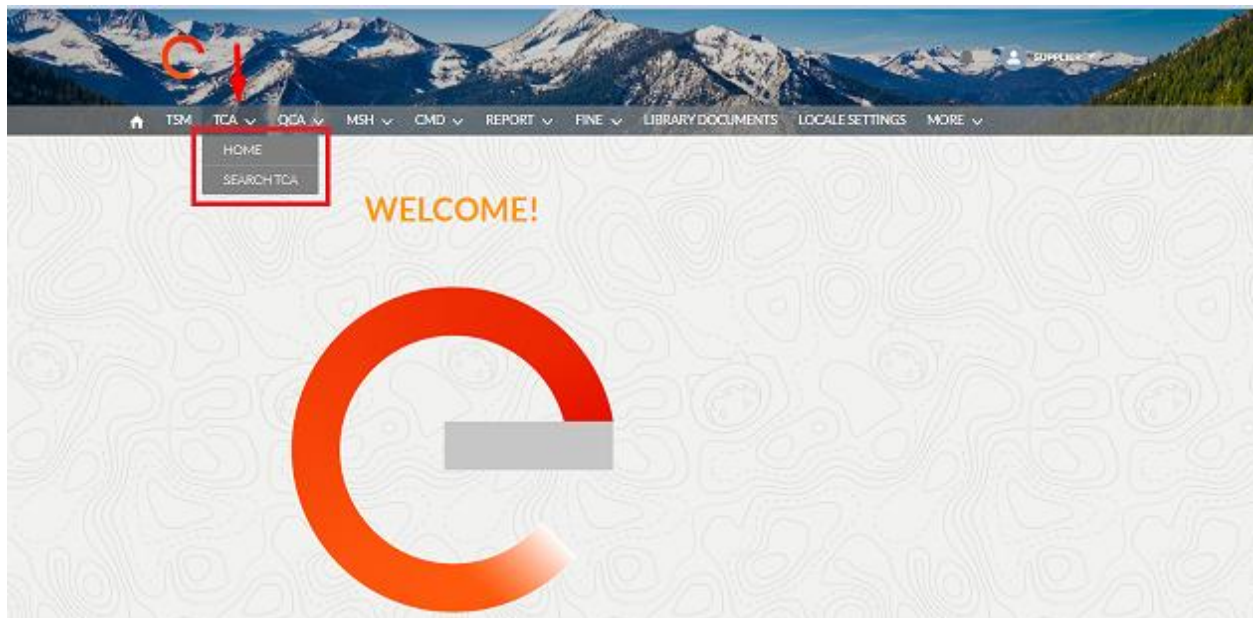 SUPPLIER
TSM TCA QCA MSH CMD REPORT FINE LIBRARY DOCUMENTS LOCALE SETTINGS MORE
HOME
SEARCH TCA
WELCOME!